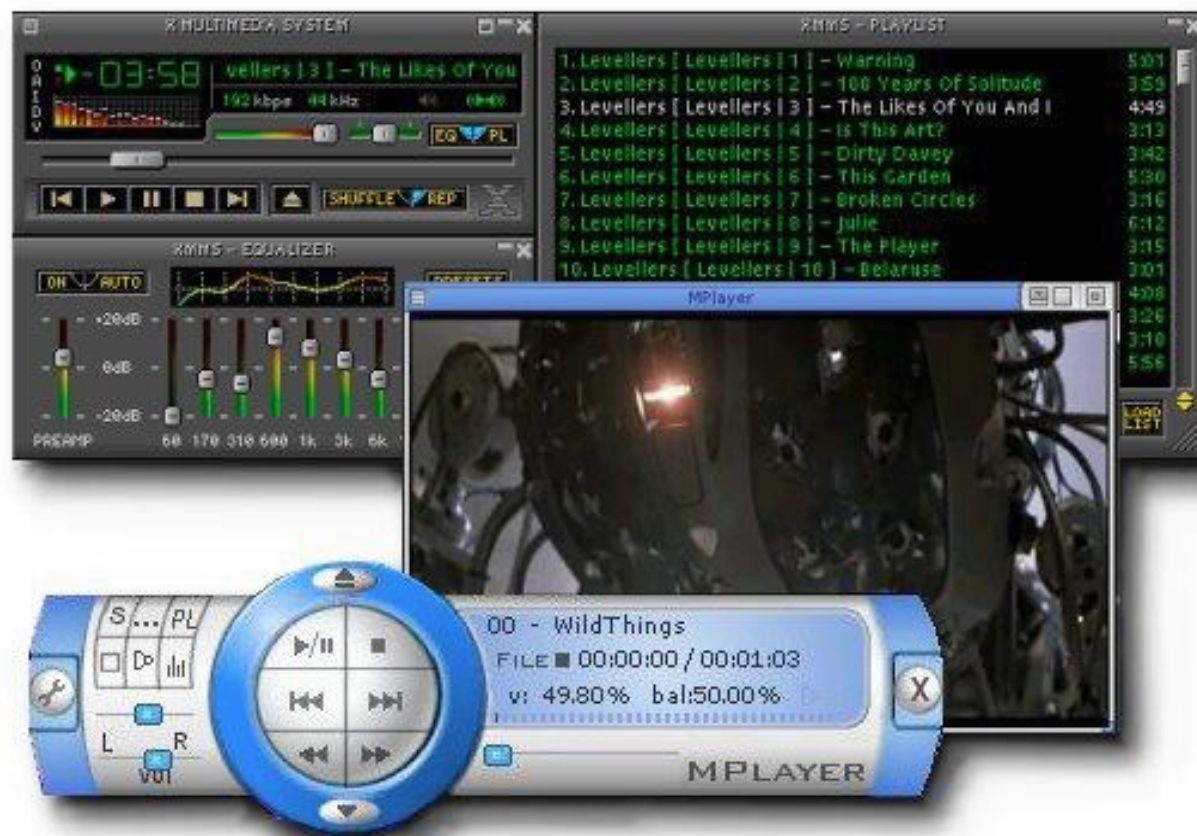 X MULTIMEDIA SYSTEM
O
A
I
D
V
03:58
vellers | 3 ] - The Likes Of You
192 kbps 44 kHz
EQ PL
SHUFFLE REP
XMMS - EQUALIZER
ON AUTO
PRESETS
+20dB
0dB
-20dB
PREAMP 60 170 310 600 1k 3k 6k
XMMS - PLAYLIST
1. Levellers [ Levellers | 1 ] - Warning 5:01
2. Levellers [ Levellers | 2 ] - 100 Years Of Solitude 3:59
3. Levellers [ Levellers | 3 ] - The Likes Of You And I 4:49
4. Levellers [ Levellers | 4 ] - Is This Art? 3:13
5. Levellers [ Levellers | 5 ] - Dirty Davey 3:42
6. Levellers [ Levellers | 6 ] - This Garden 5:30
7. Levellers [ Levellers | 7 ] - Broken Circles 3:16
8. Levellers [ Levellers | 8 ] - Julie 6:12
9. Levellers [ Levellers | 9 ] - The Player 3:15
10. Levellers [ Levellers | 10 ] - Belaruse 3:01
4:08
3:26
3:10
5:56
LOAD
LIST
MPlayer
S ... PL
L R
VOL
00 - WildThings
FILE 00:00:00 / 00:01:03
v: 49.80% bal:50.00%
X
MPLAYER